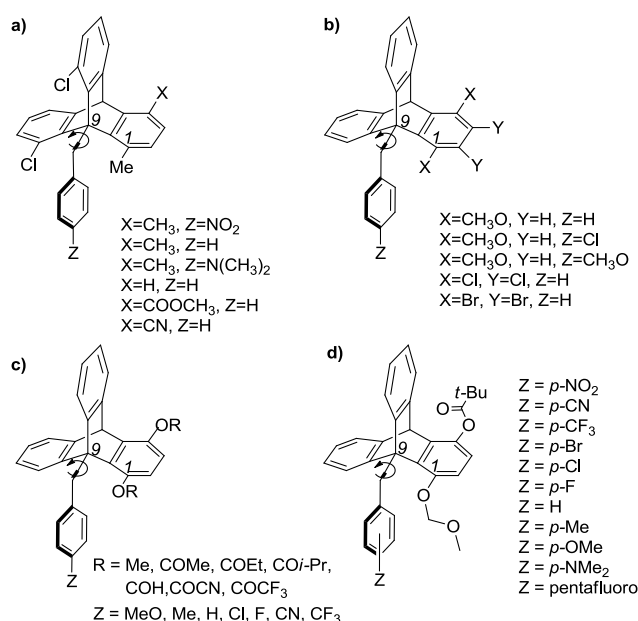 a)
Cl
X
9
1
Cl
Me
Z
X=CH₃, Z=NO₂
X=CH₃, Z=H
X=CH₃, Z=N(CH₃)₂
X=H, Z=H
X=COOCH₃, Z=H
X=CN, Z=H
b)
X
9
Y
1
X
Y
Z
X=CH₃O, Y=H, Z=H
X=CH₃O, Y=H, Z=Cl
X=CH₃O, Y=H, Z=CH₃O
X=Cl, Y=Cl, Z=H
X=Br, Y=Br, Z=H
c)
RO
9
1
OR
Z
R = Me, COMe, COEt, COi-Pr,
COH,COCN, COCF₃
Z = MeO, Me, H, Cl, F, CN, CF₃
d)
t-Bu
O
O
9
1
O
O
Z
Z = p-NO₂
Z = p-CN
Z = p-CF₃
Z = p-Br
Z = p-Cl
Z = p-F
Z = H
Z = p-Me
Z = p-OMe
Z = p-NMe₂
Z = pentafluoro